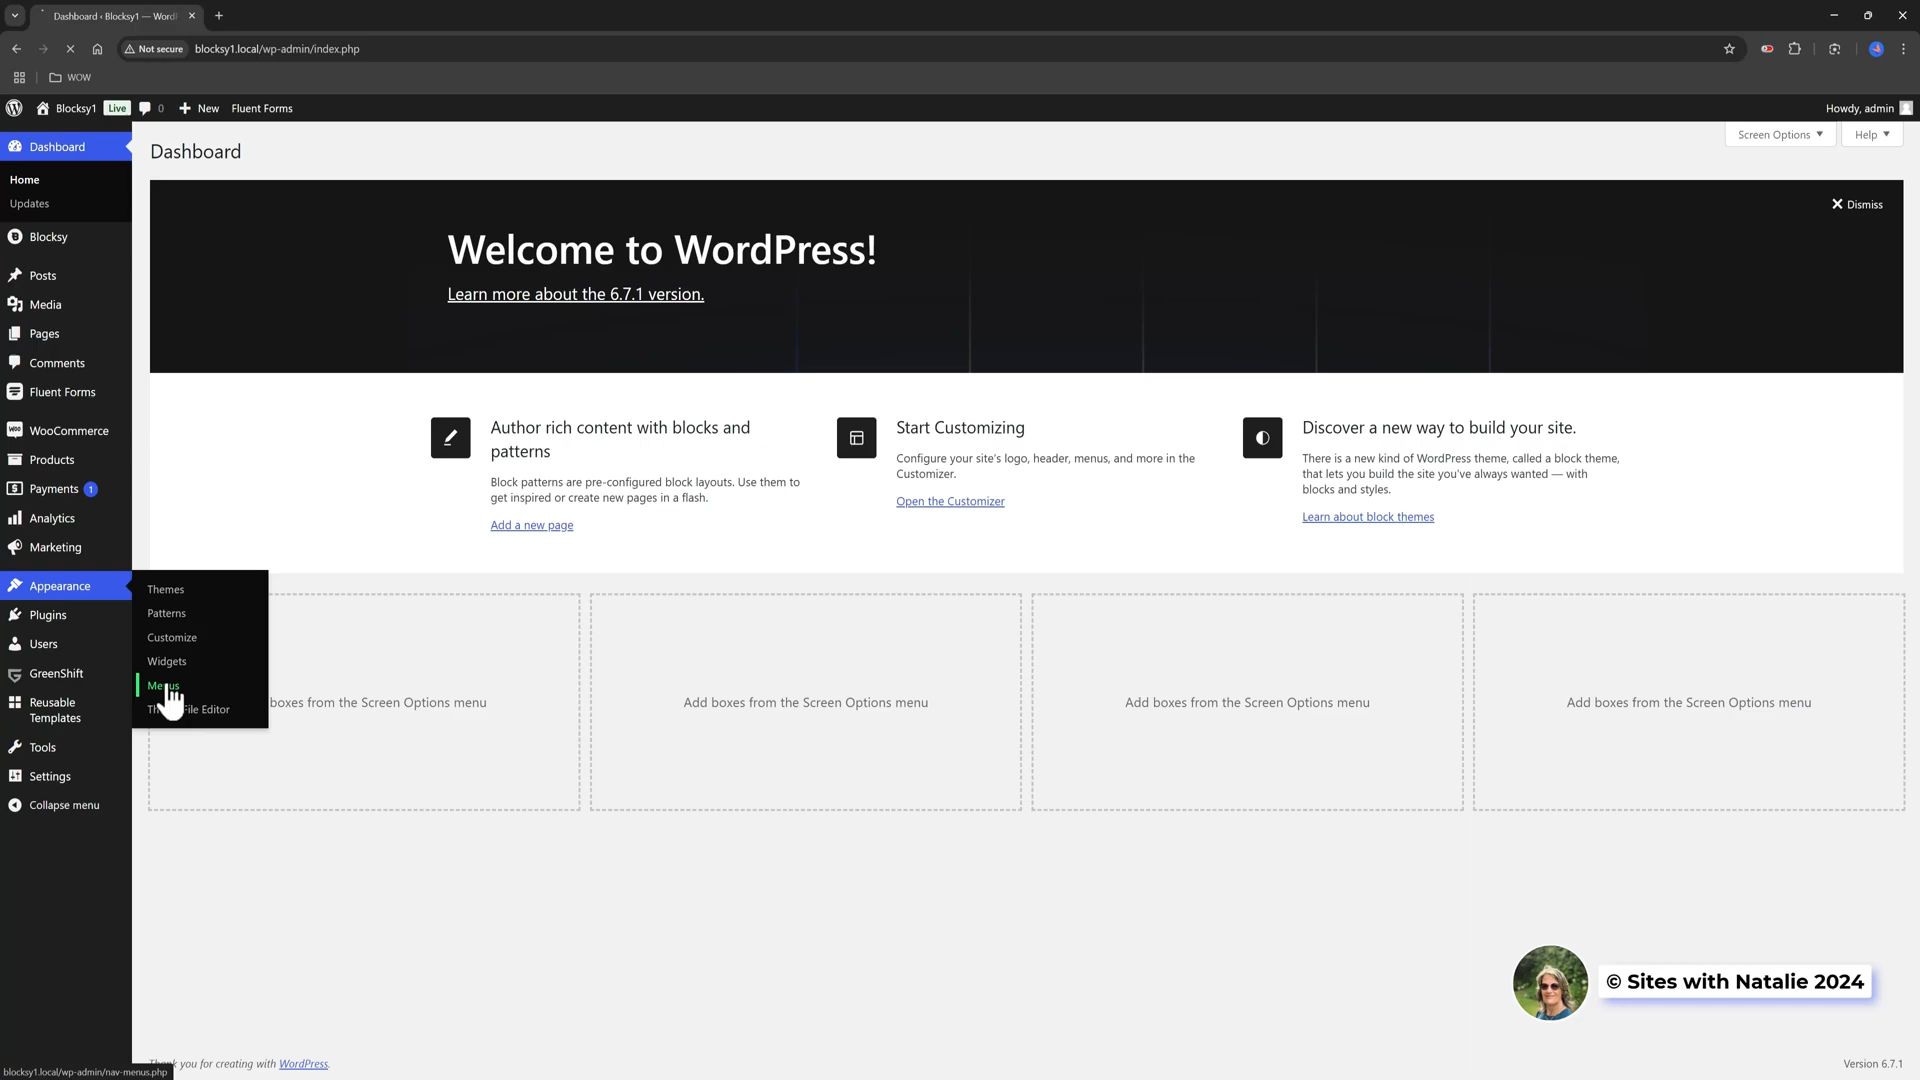 Dashboard ‹ Blocksy1 — Word
Not secure
blocksy1.local/wp-admin/index.php
WOW
Blocksy1
Live
0
New
Fluent Forms
Howdy, admin
Screen Options
Help
Dashboard
Home
Updates
Blocksy
Posts
Media
Pages
Comments
Fluent Forms
WooCommerce
Products
Payments 1
Analytics
Marketing
Appearance
Plugins
Users
GreenShift
Reusable
Templates
Tools
Settings
Collapse menu
Themes
Patterns
Customize
Widgets
Menus
File Editor
Dashboard
Dismiss
Welcome to WordPress!
Learn more about the 6.7.1 version.
Author rich content with blocks and
patterns
Block patterns are pre-configured block layouts. Use them to
get inspired or create new pages in a flash.
Add a new page
Start Customizing
Configure your site's logo, header, menus, and more in the
Customizer.
Open the Customizer
Discover a new way to build your site.
There is a new kind of WordPress theme, called a block theme,
that lets you build the site you've always wanted — with
blocks and styles.
Learn about block themes
boxes from the Screen Options menu
Add boxes from the Screen Options menu
Add boxes from the Screen Options menu
Add boxes from the Screen Options menu
© Sites with Natalie 2024
you for creating with WordPress.
Version 6.7.1
blocksy1.local/wp-admin/nav-menus.php